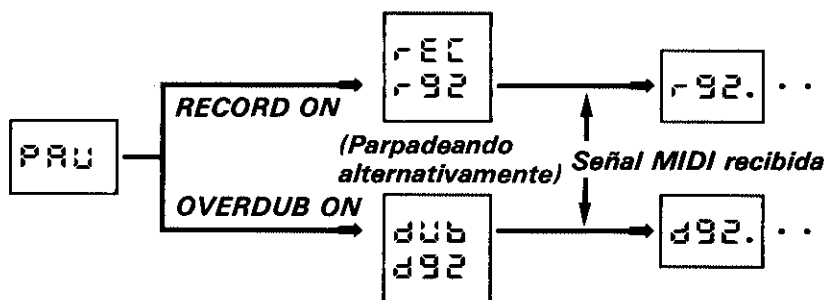 rEC
r92
r92. · ·
RECORD ON
PAU
(Parpadeando
alternativamente)
Señal MIDI recibida
OVERDUB ON
dUb
d92
d92. · ·